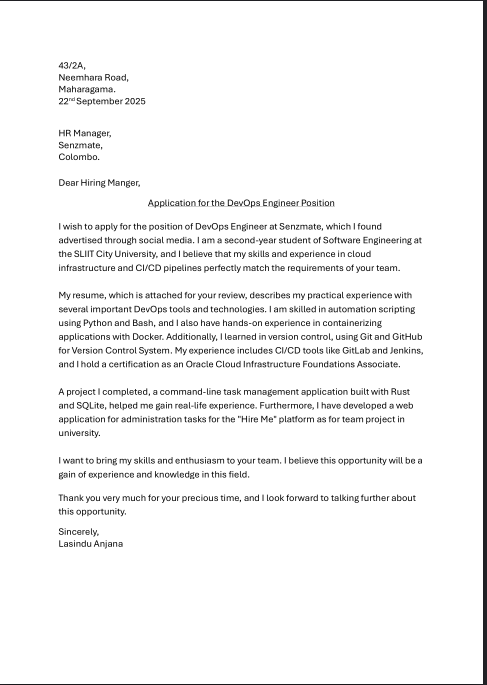 43/2A,
Neemhara Road,
Maharagama.
22nd September 2025
HR Manager,
Senzmate,
Colombo.
Dear Hiring Manger,
Application for the DevOps Engineer Position
I wish to apply for the position of DevOps Engineer at Senzmate, which I found
advertised through social media. I am a second-year student of Software Engineering at
the SLIIT City University, and I believe that my skills and experience in cloud
infrastructure and CI/CD pipelines perfectly match the requirements of your team.
My resume, which is attached for your review, describes my practical experience with
several important DevOps tools and technologies. I am skilled in automation scripting
using Python and Bash, and I also have hands-on experience in containerizing
applications with Docker. Additionally, I learned in version control, using Git and GitHub
for Version Control System. My experience includes CI/CD tools like GitLab and Jenkins,
and I hold a certification as an Oracle Cloud Infrastructure Foundations Associate.
A project I completed, a command-line task management application built with Rust
and SQLite, helped me gain real-life experience. Furthermore, I have developed a web
application for administration tasks for the "Hire Me" platform as for team project in
university.
I want to bring my skills and enthusiasm to your team. I believe this opportunity will be a
gain of experience and knowledge in this field.
Thank you very much for your precious time, and I look forward to talking further about
this opportunity.
Sincerely,
Lasindu Anjana